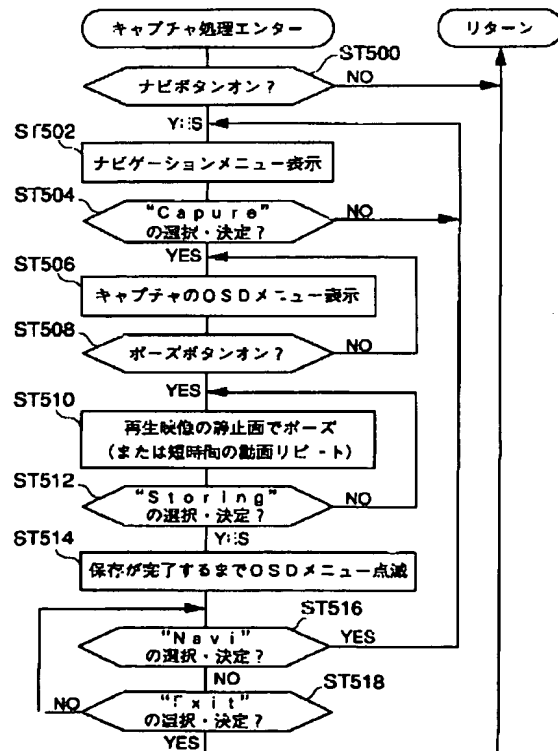 キャプチャ処理エンター
リターン
ST500
ナビボタンオン?
NO
YES
ST502
ナビゲーションメニュー表示
ST504
"Capure"
の選択・決定?
NO
YES
ST506
キャプチャのOSDメニュー表示
ST508
ポーズボタンオン?
NO
YES
ST510
再生映像の静止画でポーズ
(または短時間の動画リピート)
ST512
"Storing"
の選択・決定?
NO
YES
ST514
保存が完了するまでOSDメニュー点滅
ST516
"Navi"
の選択・決定?
YES
NO
ST518
"Exit"
の選択・決定?
NO
YES